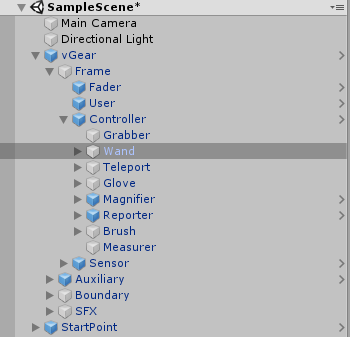 SampleScene*
Main Camera
Directional Light
vGear
Frame
Fader
User
Controller
Grabber
Wand
Teleport
Glove
Magnifier
Reporter
Brush
Measurer
Sensor
Auxiliary
Boundary
SFX
StartPoint